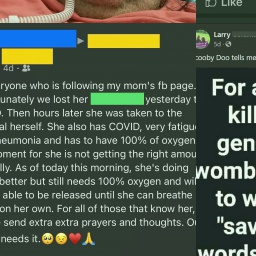 Like
4d
Larry
5d
ooby Doo tells me
ryone who is following my mom's fb page.
unately we lost her yesterday t
. Then hours later she was taken to the
al herself. She also has COVID, very fatigue
neumonia and has to have 100% of oxygen
oment for she is not getting the right amou
lly. As of today this morning, she's doing
better but still needs 100% oxygen and wil
able to be released until she can breathe
on her own. For all of those that know her,
send extra extra prayers and thoughts. O
needs it.🥺😔❤️🙏
For a
kill
gen
womb
to w
"sav
words